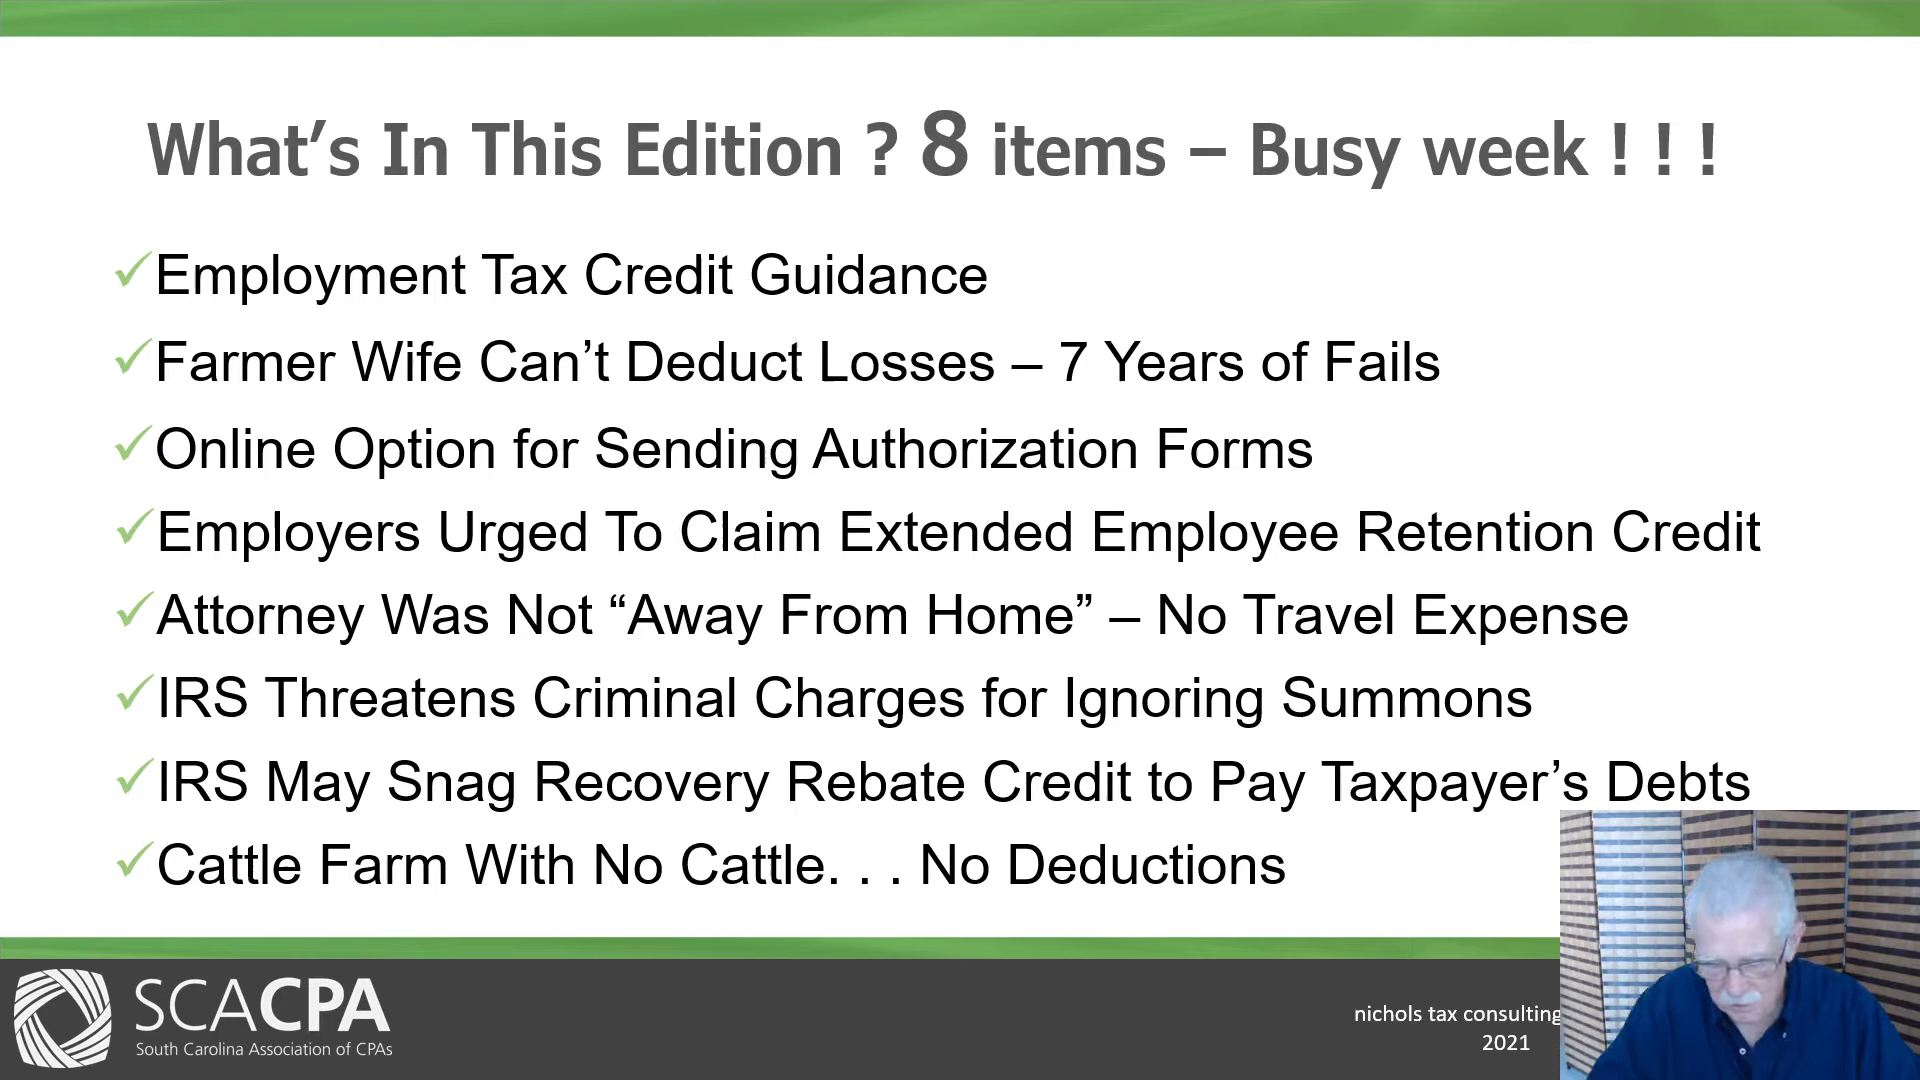 What’s In This Edition ? 8 items – Busy week ! ! !
Employment Tax Credit Guidance
Farmer Wife Can’t Deduct Losses – 7 Years of Fails
Online Option for Sending Authorization Forms
Employers Urged To Claim Extended Employee Retention Credit
Attorney Was Not “Away From Home” – No Travel Expense
IRS Threatens Criminal Charges for Ignoring Summons
IRS May Snag Recovery Rebate Credit to Pay Taxpayer’s Debts
Cattle Farm With No Cattle. . . No Deductions
SCACPA
South Carolina Association of CPAs
nichols tax consulting
2021